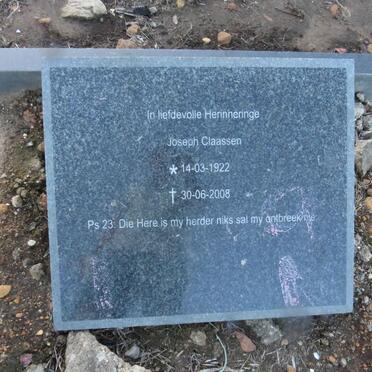 In liefdevolle Herinneringe
Joseph Claassen
* 14-03-1922
† 30-06-2008
Ps 23: Die Here is my herder niks sal my ontbreek nie